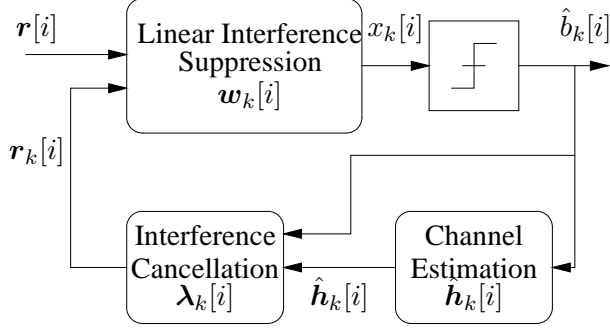 r[i]
Linear Interference
Suppression
w_k[i]
x_k[i]
b̂_k[i]
r_k[i]
Interference
Cancellation
λ_k[i]
ĥ_k[i]
Channel
Estimation
ĥ_k[i]